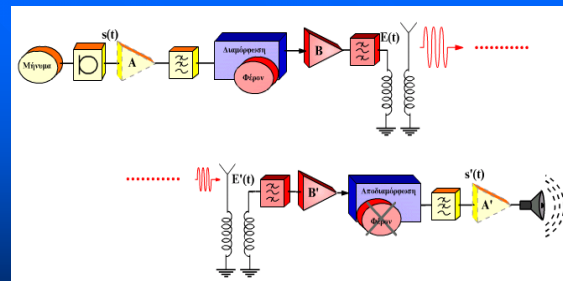 s(t)
E(t)
Μήνυμα
A
Διαμόρφωση
Φέρον
B
E'(t)
B'
Αποδιαμόρφωση
Φέρον
s'(t)
A'